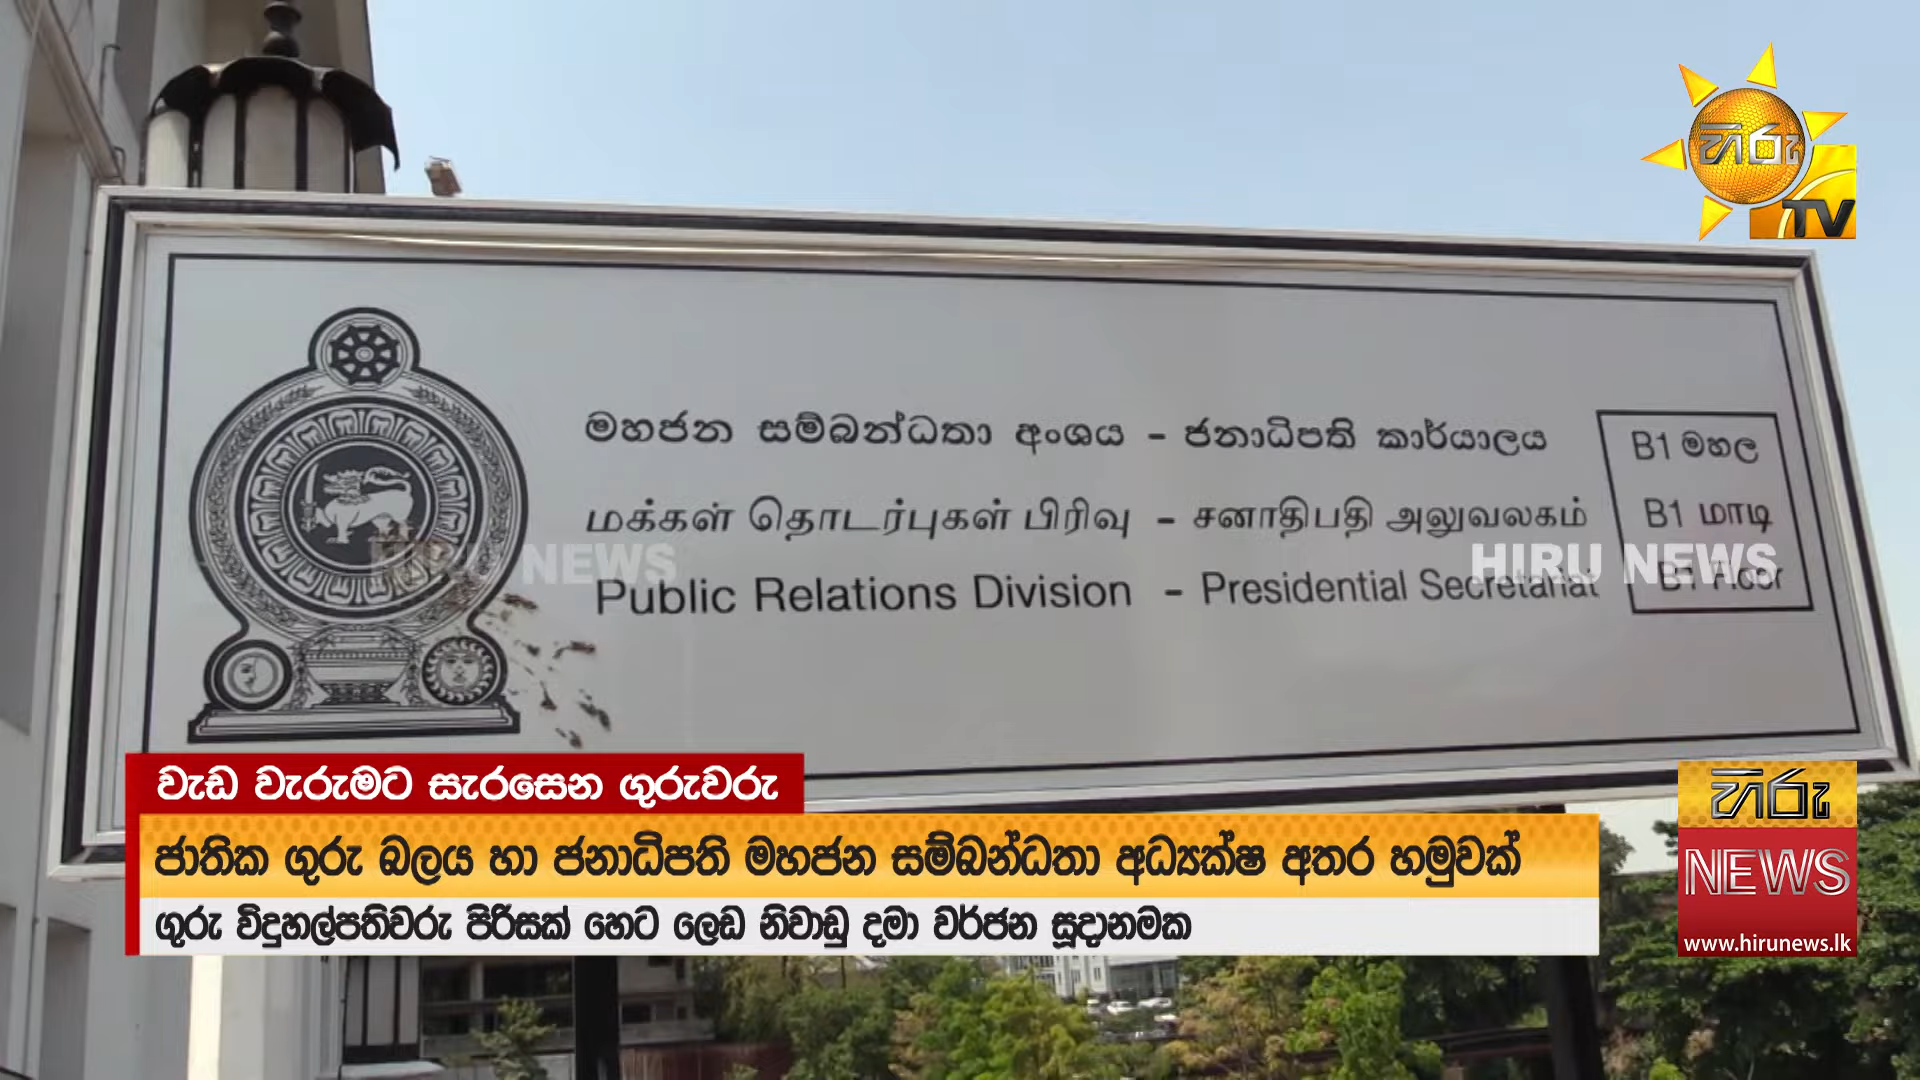 හිරු
TV
මහජන සම්බන්ධතා අංශය - ජනාධිපති කාර්යාලය
B1 මහල
மக்கள் தொடர்புகள் பிரிவு - சனாதிபதி அலுவலகம்
B1 மாடி
Public Relations Division - Presidential Secretariat
B1 Floor
HIRU NEWS
HIRU NEWS
වැඩ වැරුමට සැරසෙන ගුරුවරු
ජාතික ගුරු බලය හා ජනාධිපති මහජන සම්බන්ධතා අධ්‍යක්ෂ අතර හමුවක්
ගුරු විදුහල්පතිවරු පිරිසක් හෙට ලෙඩ නිවාඩු දමා වර්ජන සූදානමක
හිරු
NEWS
www.hirunews.lk